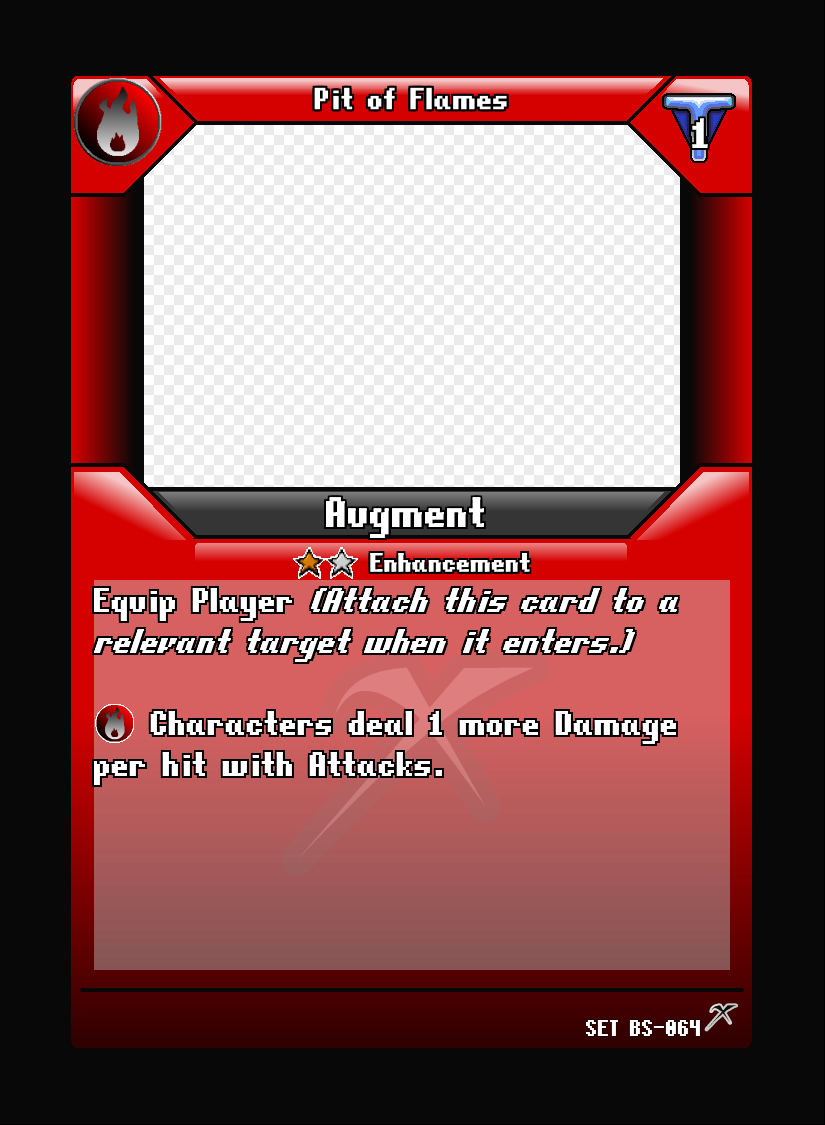 Pit of Flames
1
Augment
Enhancement
Equip Player (Attach this card to a
relevant target when it enters.)
Characters deal 1 more Damage
per hit with Attacks.
SET BS-064